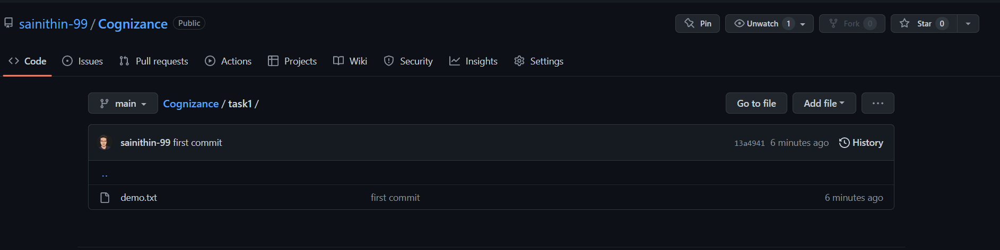 sainithin-99 / Cognizance Public Pin Unwatch 1 Fork 0 Star 0
Code Issues Pull requests Actions Projects Wiki Security Insights Settings
main Cognizance / task1 / Go to file Add file ...
sainithin-99 first commit 13a4941 6 minutes ago History
..
demo.txt first commit 6 minutes ago